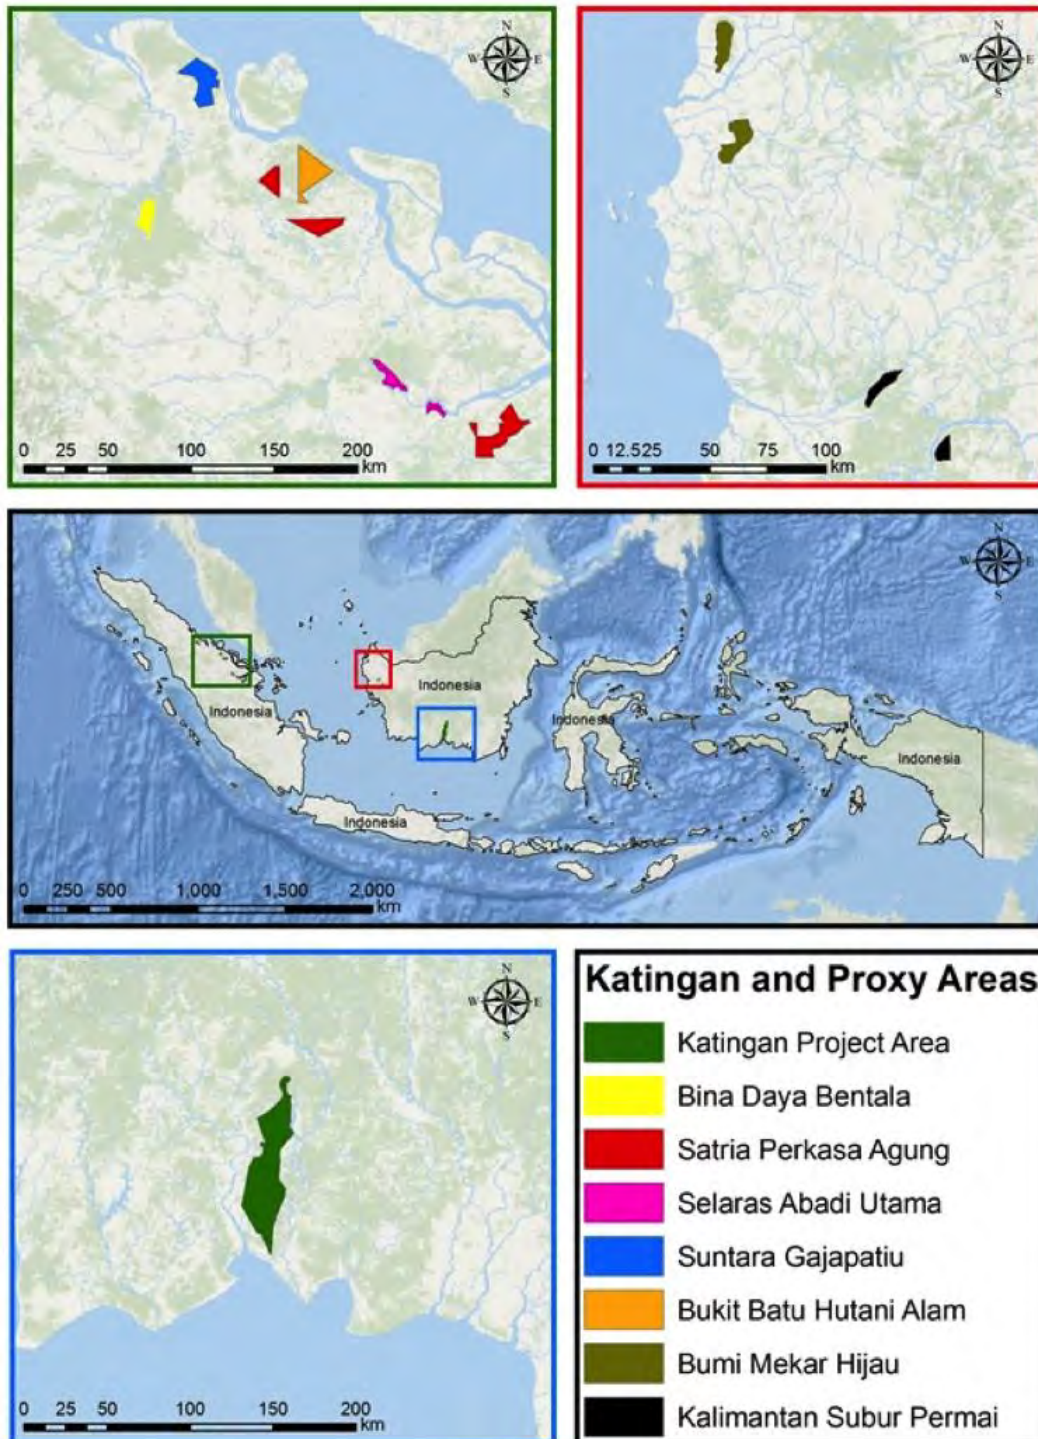 N
W E
S
0 25 50 100 150 200
km
N
W E
S
0 12.525 50 75 100
km
N
W E
S
Indonesia
Indonesia
Indonesia
Indonesia
Indonesia
0 250 500 1,000 1,500 2,000
km
N
W E
S
0 25 50 100 150 200
km
Katingan and Proxy Areas
Katingan Project Area
Bina Daya Bentala
Satria Perkasa Agung
Selaras Abadi Utama
Suntara Gajapatiu
Bukit Batu Hutani Alam
Bumi Mekar Hijau
Kalimantan Subur Permai